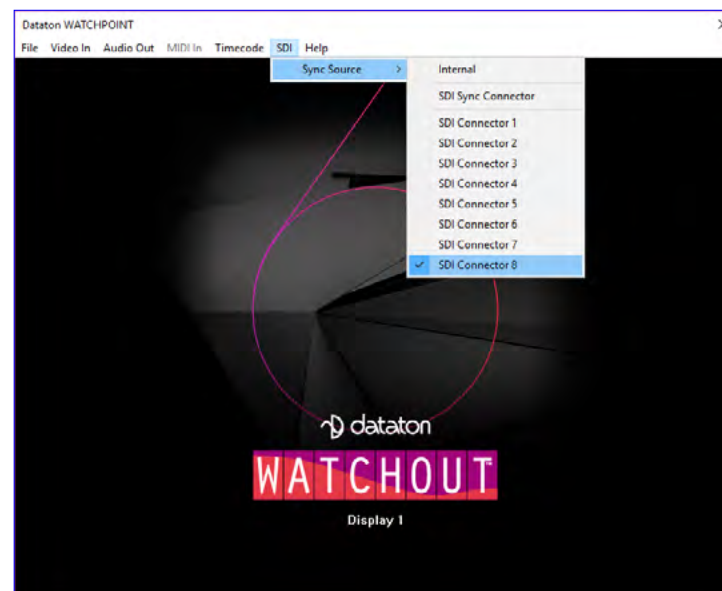 Dataton WATCHPOINT
File Video In Audio Out MIDI In Timecode SDI Help
Sync Source
Internal
SDI Sync Connector
SDI Connector 1
SDI Connector 2
SDI Connector 3
SDI Connector 4
SDI Connector 5
SDI Connector 6
SDI Connector 7
SDI Connector 8
dataton
WATCHOUT™
Display 1